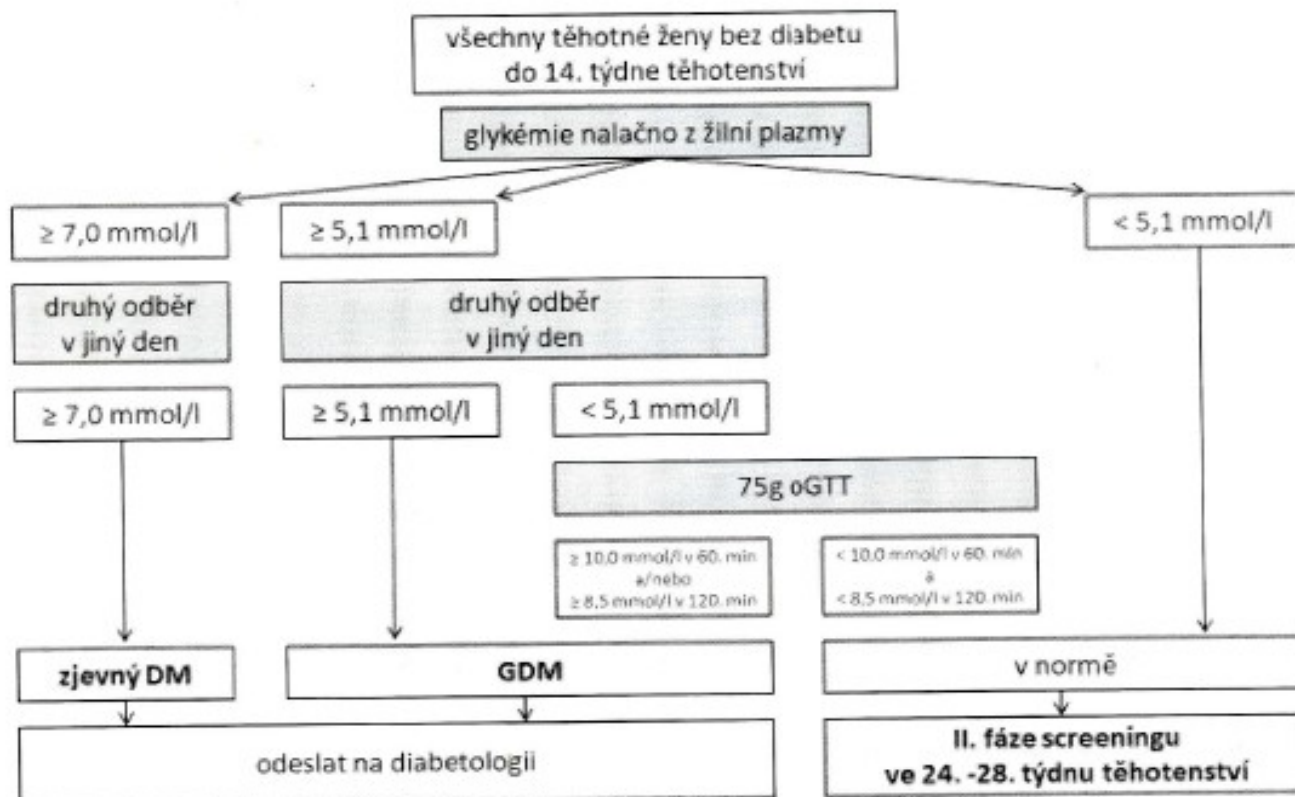 všechny těhotné ženy bez diabetu
do 14. týdne těhotenství
glykémie nalačno z žilní plazmy
≥ 7,0 mmol/l
≥ 5,1 mmol/l
< 5,1 mmol/l
druhý odběr
v jiný den
druhý odběr
v jiný den
≥ 7,0 mmol/l
≥ 5,1 mmol/l
< 5,1 mmol/l
75g oGTT
≥ 10,0 mmol/l v 60. min
a/nebo
≥ 8,5 mmol/l v 120. min
< 10,0 mmol/l v 60. min
a
< 8,5 mmol/l v 120. min
zjevný DM
GDM
v normě
odeslat na diabetologii
II. fáze screeningu
ve 24. -28. týdnu těhotenství